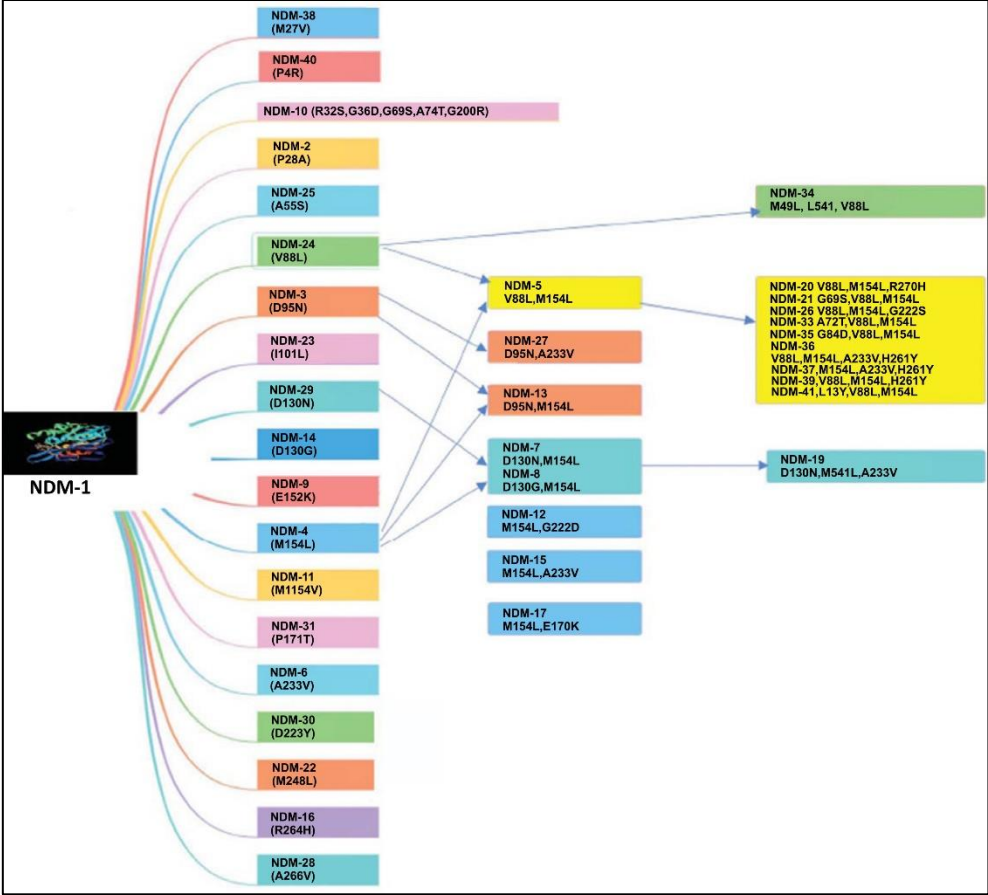 NDM-1
NDM-38
(M27V)
NDM-40
(P4R)
NDM-10 (R32S,G36D,G69S,A74T,G200R)
NDM-2
(P28A)
NDM-25
(A55S)
NDM-24
(V88L)
NDM-3
(D95N)
NDM-23
(I101L)
NDM-29
(D130N)
NDM-14
(D130G)
NDM-9
(E152K)
NDM-4
(M154L)
NDM-11
(M1154V)
NDM-31
(P171T)
NDM-6
(A233V)
NDM-30
(D223Y)
NDM-22
(M248L)
NDM-16
(R264H)
NDM-28
(A266V)
NDM-5
V88L,M154L
NDM-27
D95N,A233V
NDM-13
D95N,M154L
NDM-7
D130N,M154L
NDM-8
D130G,M154L
NDM-12
M154L,G222D
NDM-15
M154L,A233V
NDM-17
M154L,E170K
NDM-34
M49L, L541, V88L
NDM-20 V88L,M154L,R270H
NDM-21 G69S,V88L,M154L
NDM-26 V88L,M154L,G222S
NDM-33 A72T,V88L,M154L
NDM-35 G84D,V88L,M154L
NDM-36
V88L,M154L,A233V,H261Y
NDM-37,M154L,A233V,H261Y
NDM-39,V88L,M154L,H261Y
NDM-41,L13Y,V88L,M154L
NDM-19
D130N,M541L,A233V